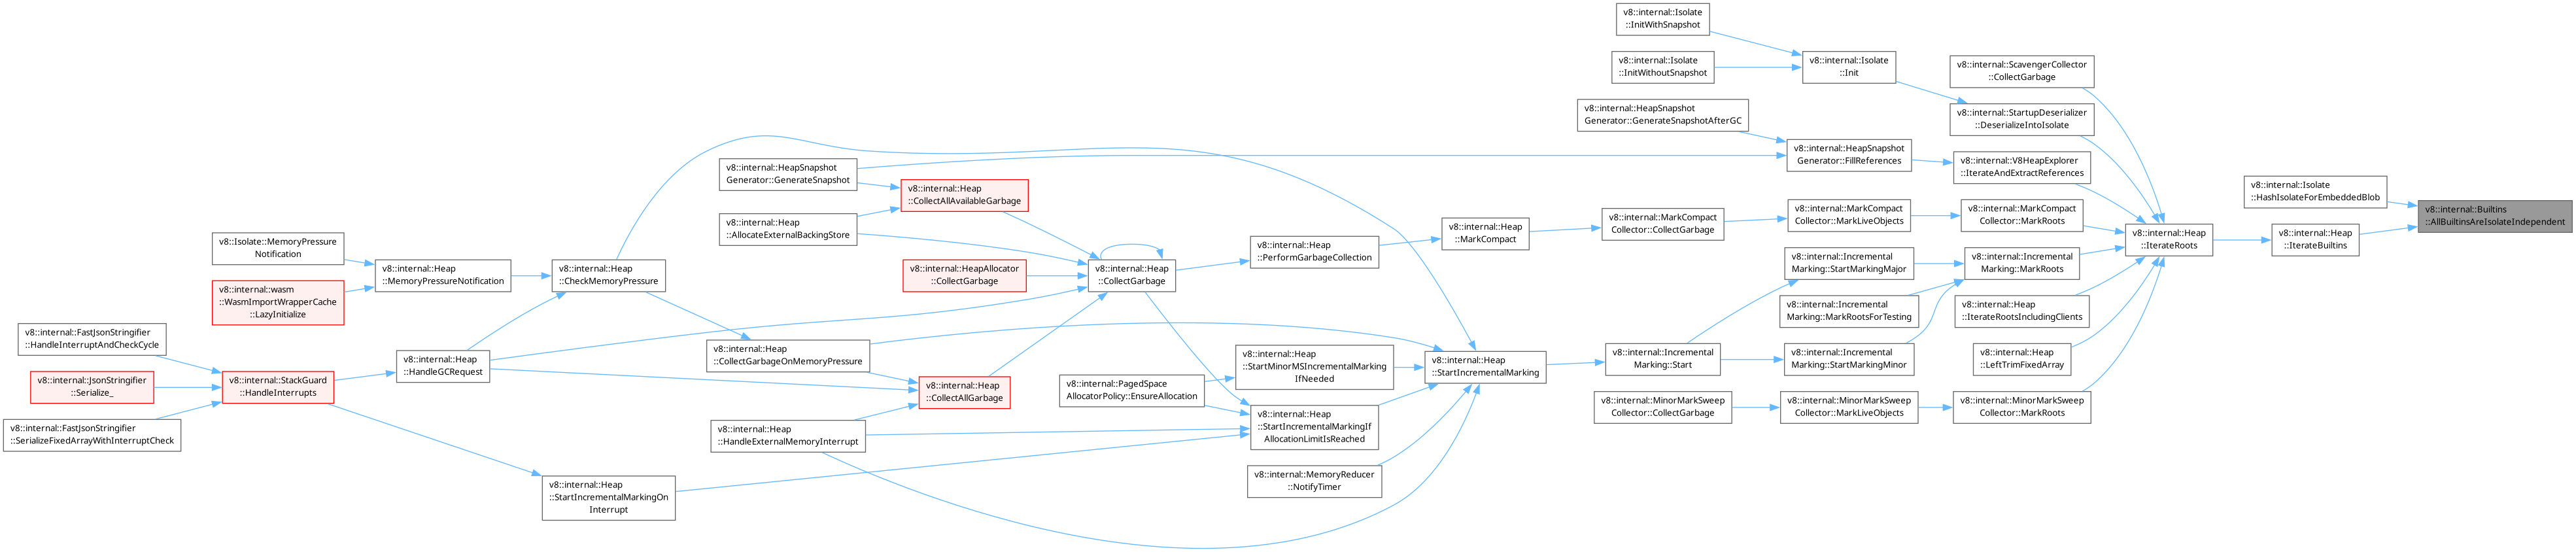 v8::internal::Isolate
::InitWithSnapshot
v8::internal::Isolate
::InitWithoutSnapshot
v8::internal::Isolate
::Init
v8::internal::ScavengerCollector
::CollectGarbage
v8::internal::HeapSnapshot
Generator::GenerateSnapshotAfterGC
v8::internal::StartupDeserializer
::DeserializeIntoIsolate
v8::internal::HeapSnapshot
Generator::FillReferences
v8::internal::V8HeapExplorer
::IterateAndExtractReferences
v8::internal::HeapSnapshot
Generator::GenerateSnapshot
v8::internal::Heap
::CollectAllAvailableGarbage
v8::internal::Heap
::AllocateExternalBackingStore
v8::internal::MarkCompact
Collector::MarkLiveObjects
v8::internal::MarkCompact
Collector::MarkRoots
v8::internal::Isolate
::HashIsolateForEmbeddedBlob
v8::internal::Builtins
::AllBuiltinsAreIsolateIndependent
v8::internal::Heap
::MarkCompact
v8::internal::MarkCompact
Collector::CollectGarbage
v8::internal::Heap
::IterateRoots
v8::internal::Heap
::IterateBuiltins
v8::Isolate::MemoryPressure
Notification
v8::internal::Heap
::PerformGarbageCollection
v8::internal::Heap
::MemoryPressureNotification
v8::internal::Heap
::CheckMemoryPressure
v8::internal::HeapAllocator
::CollectGarbage
v8::internal::Heap
::CollectGarbage
v8::internal::Incremental
Marking::StartMarkingMajor
v8::internal::Incremental
Marking::MarkRoots
v8::internal::wasm
::WasmImportWrapperCache
::LazyInitialize
v8::internal::Incremental
Marking::MarkRootsForTesting
v8::internal::Heap
::IterateRootsIncludingClients
v8::internal::FastJsonStringifier
::HandleInterruptAndCheckCycle
v8::internal::Heap
::HandleGCRequest
v8::internal::Heap
::CollectGarbageOnMemoryPressure
v8::internal::Heap
::StartMinorMSIncrementalMarking
IfNeeded
v8::internal::Heap
::StartIncrementalMarking
v8::internal::Incremental
Marking::Start
v8::internal::Incremental
Marking::StartMarkingMinor
v8::internal::Heap
::LeftTrimFixedArray
v8::internal::JsonStringifier
::Serialize_
v8::internal::StackGuard
::HandleInterrupts
v8::internal::Heap
::CollectAllGarbage
v8::internal::PagedSpace
AllocatorPolicy::EnsureAllocation
v8::internal::MinorMarkSweep
Collector::CollectGarbage
v8::internal::MinorMarkSweep
Collector::MarkLiveObjects
v8::internal::MinorMarkSweep
Collector::MarkRoots
v8::internal::FastJsonStringifier
::SerializeFixedArrayWithInterruptCheck
v8::internal::Heap
::HandleExternalMemoryInterrupt
v8::internal::Heap
::StartIncrementalMarkingIf
AllocationLimitIsReached
v8::internal::Heap
::StartIncrementalMarkingOn
Interrupt
v8::internal::MemoryReducer
::NotifyTimer